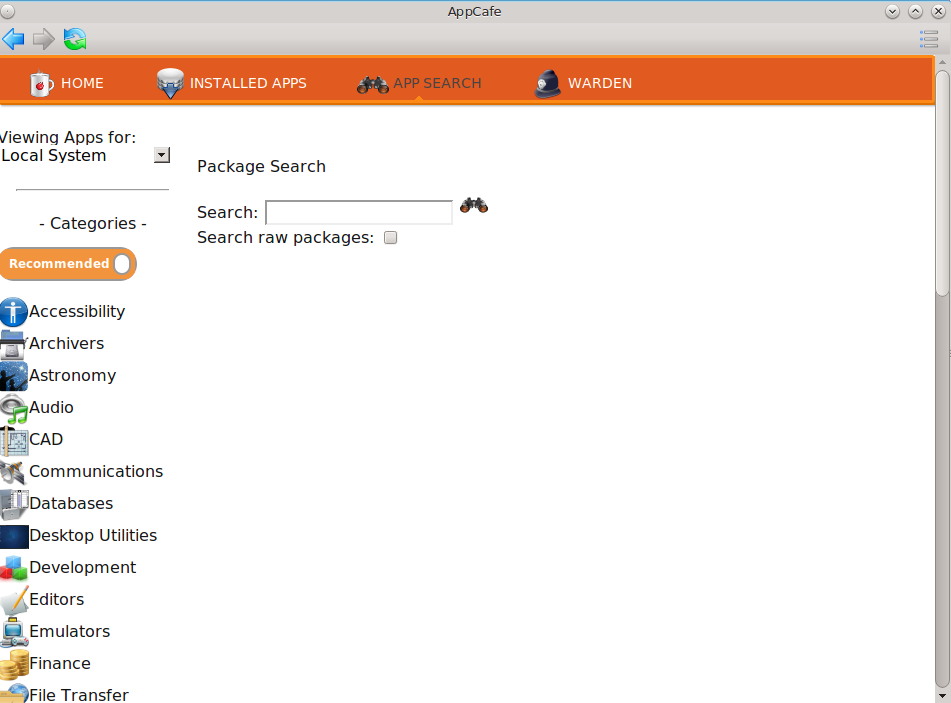 AppCafe
HOME INSTALLED APPS APP SEARCH WARDEN
Viewing Apps for:
Local System
- Categories -
Recommended
Accessibility
Archivers
Astronomy
Audio
CAD
Communications
Databases
Desktop Utilities
Development
Editors
Emulators
Finance
File Transfer
Package Search
Search:
Search raw packages: